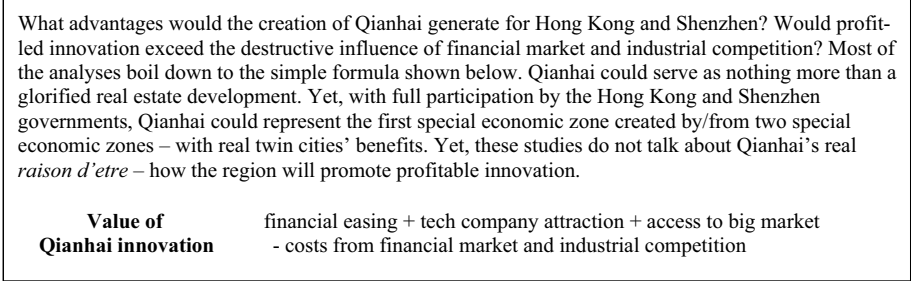 What advantages would the creation of Qianhai generate for Hong Kong and Shenzhen? Would profit-
led innovation exceed the destructive influence of financial market and industrial competition? Most of
the analyses boil down to the simple formula shown below. Qianhai could serve as nothing more than a
glorified real estate development. Yet, with full participation by the Hong Kong and Shenzhen
governments, Qianhai could represent the first special economic zone created by/from two special
economic zones – with real twin cities’ benefits. Yet, these studies do not talk about Qianhai’s real
raison d’etre – how the region will promote profitable innovation.
Value of financial easing + tech company attraction + access to big market
Qianhai innovation - costs from financial market and industrial competition